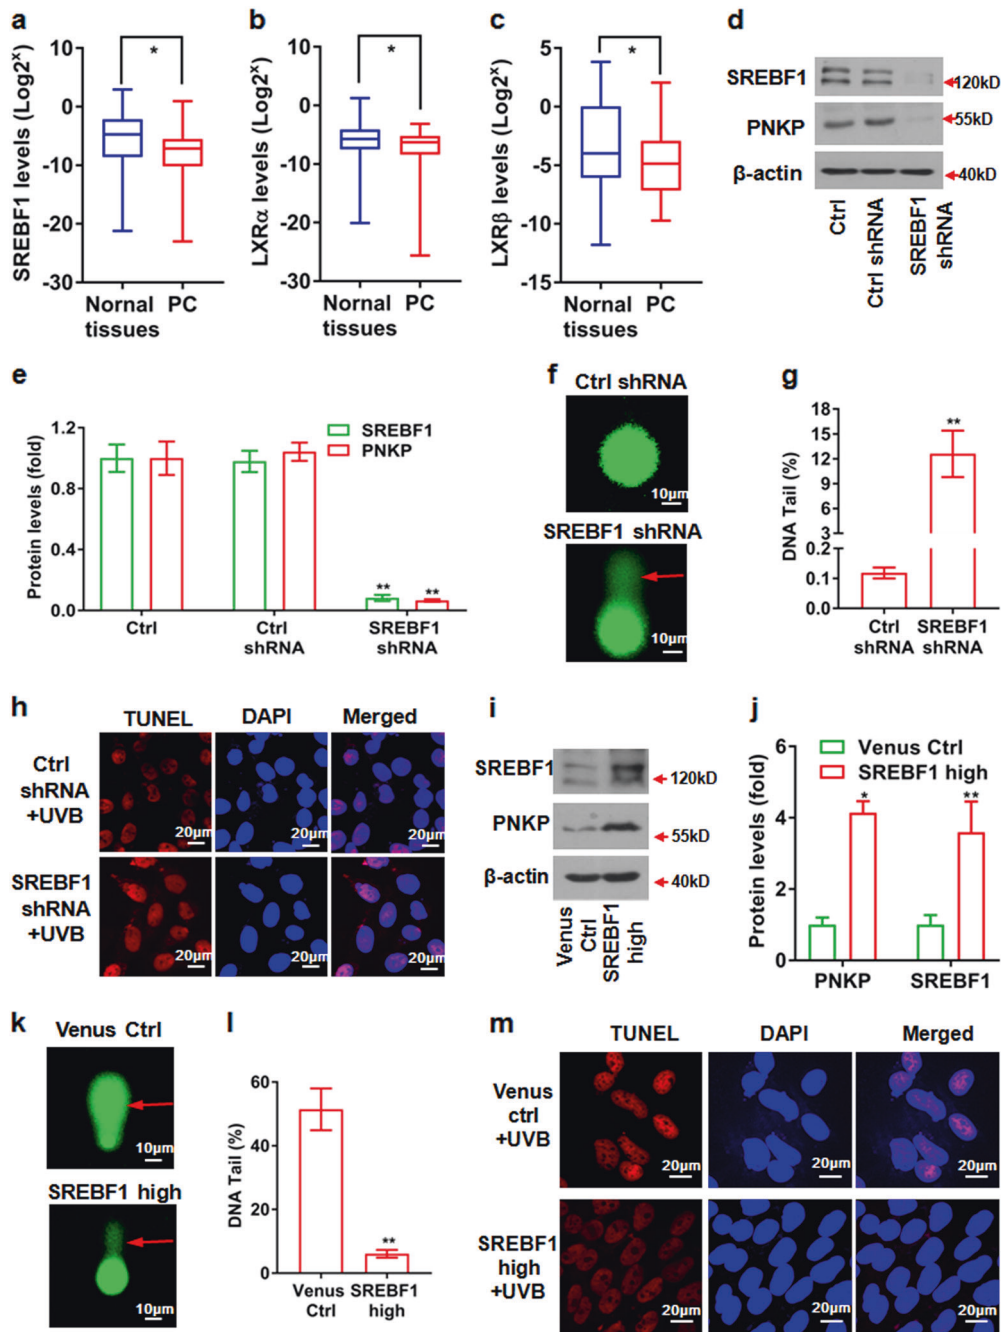 a
SREBF1 levels (Log2ˣ)
10
0
-10
-20
-30
*
Nornal
tissues
PC
b
LXRα levels (Log2ˣ)
10
0
-10
-20
-30
*
Nornal
tissues
PC
c
LXRβ levels (Log2ˣ)
5
0
-5
-10
-15
*
Nornal
tissues
PC
d
SREBF1
120kD
PNKP
55kD
β-actin
40kD
Ctrl
Ctrl shRNA
SREBF1
shRNA
e
Protein levels (fold)
1.2
0.8
0.4
0.0
SREBF1
PNKP
** **
Ctrl
Ctrl
shRNA
SREBF1
shRNA
f
Ctrl shRNA
10μm
SREBF1 shRNA
10μm
g
DNA Tail (%)
18
15
12
9
6
3
0.2
0.1
0.0
**
Ctrl
shRNA
SREBF1
shRNA
h
TUNEL DAPI Merged
Ctrl
shRNA
+UVB
20μm 20μm 20μm
SREBF1
shRNA
+UVB
20μm 20μm 20μm
i
SREBF1
120kD
PNKP
55kD
β-actin
40kD
Venus
Ctrl
SREBF1
high
j
Protein levels (fold)
6
4
2
0
Venus Ctrl
SREBF1 high
* **
PNKP SREBF1
k
Venus Ctrl
10μm
SREBF1 high
10μm
l
DNA Tail (%)
60
40
20
0
**
Venus
Ctrl
SREBF1
high
m
TUNEL DAPI Merged
Venus
ctrl
+UVB
20μm 20μm 20μm
SREBF1
high
+UVB
20μm 20μm 20μm